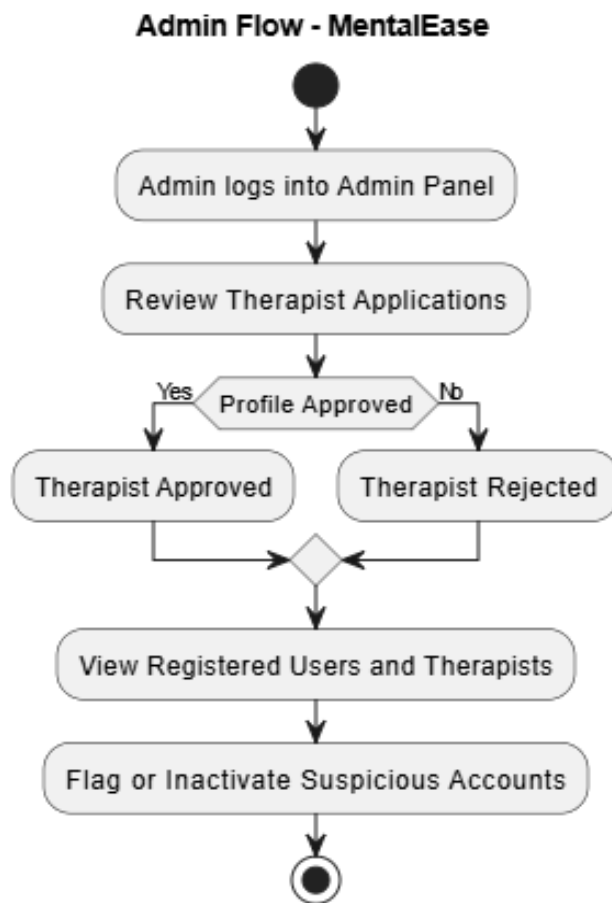 Admin Flow - MentalEase
Admin logs into Admin Panel
Review Therapist Applications
Yes
Profile Approved
No
Therapist Approved
Therapist Rejected
View Registered Users and Therapists
Flag or Inactivate Suspicious Accounts